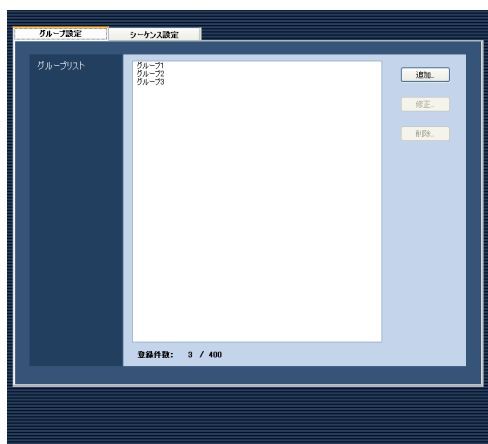 グループ設定
シーケンス設定
グループリスト
グループ1
グループ2
グループ3
追加...
修正...
削除...
登録件数: 3 / 400